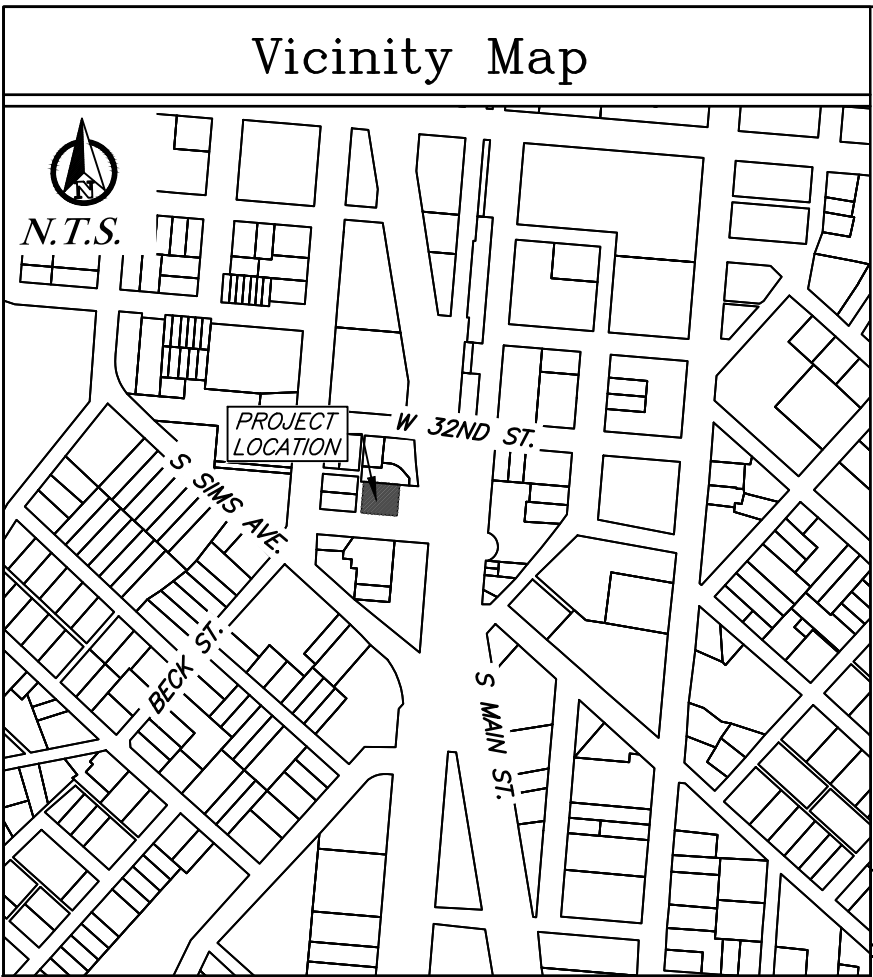 Vicinity Map
N
N.T.S.
PROJECT
LOCATION
W 32ND ST.
S SIMS AVE.
BECK ST.
S MAIN ST.